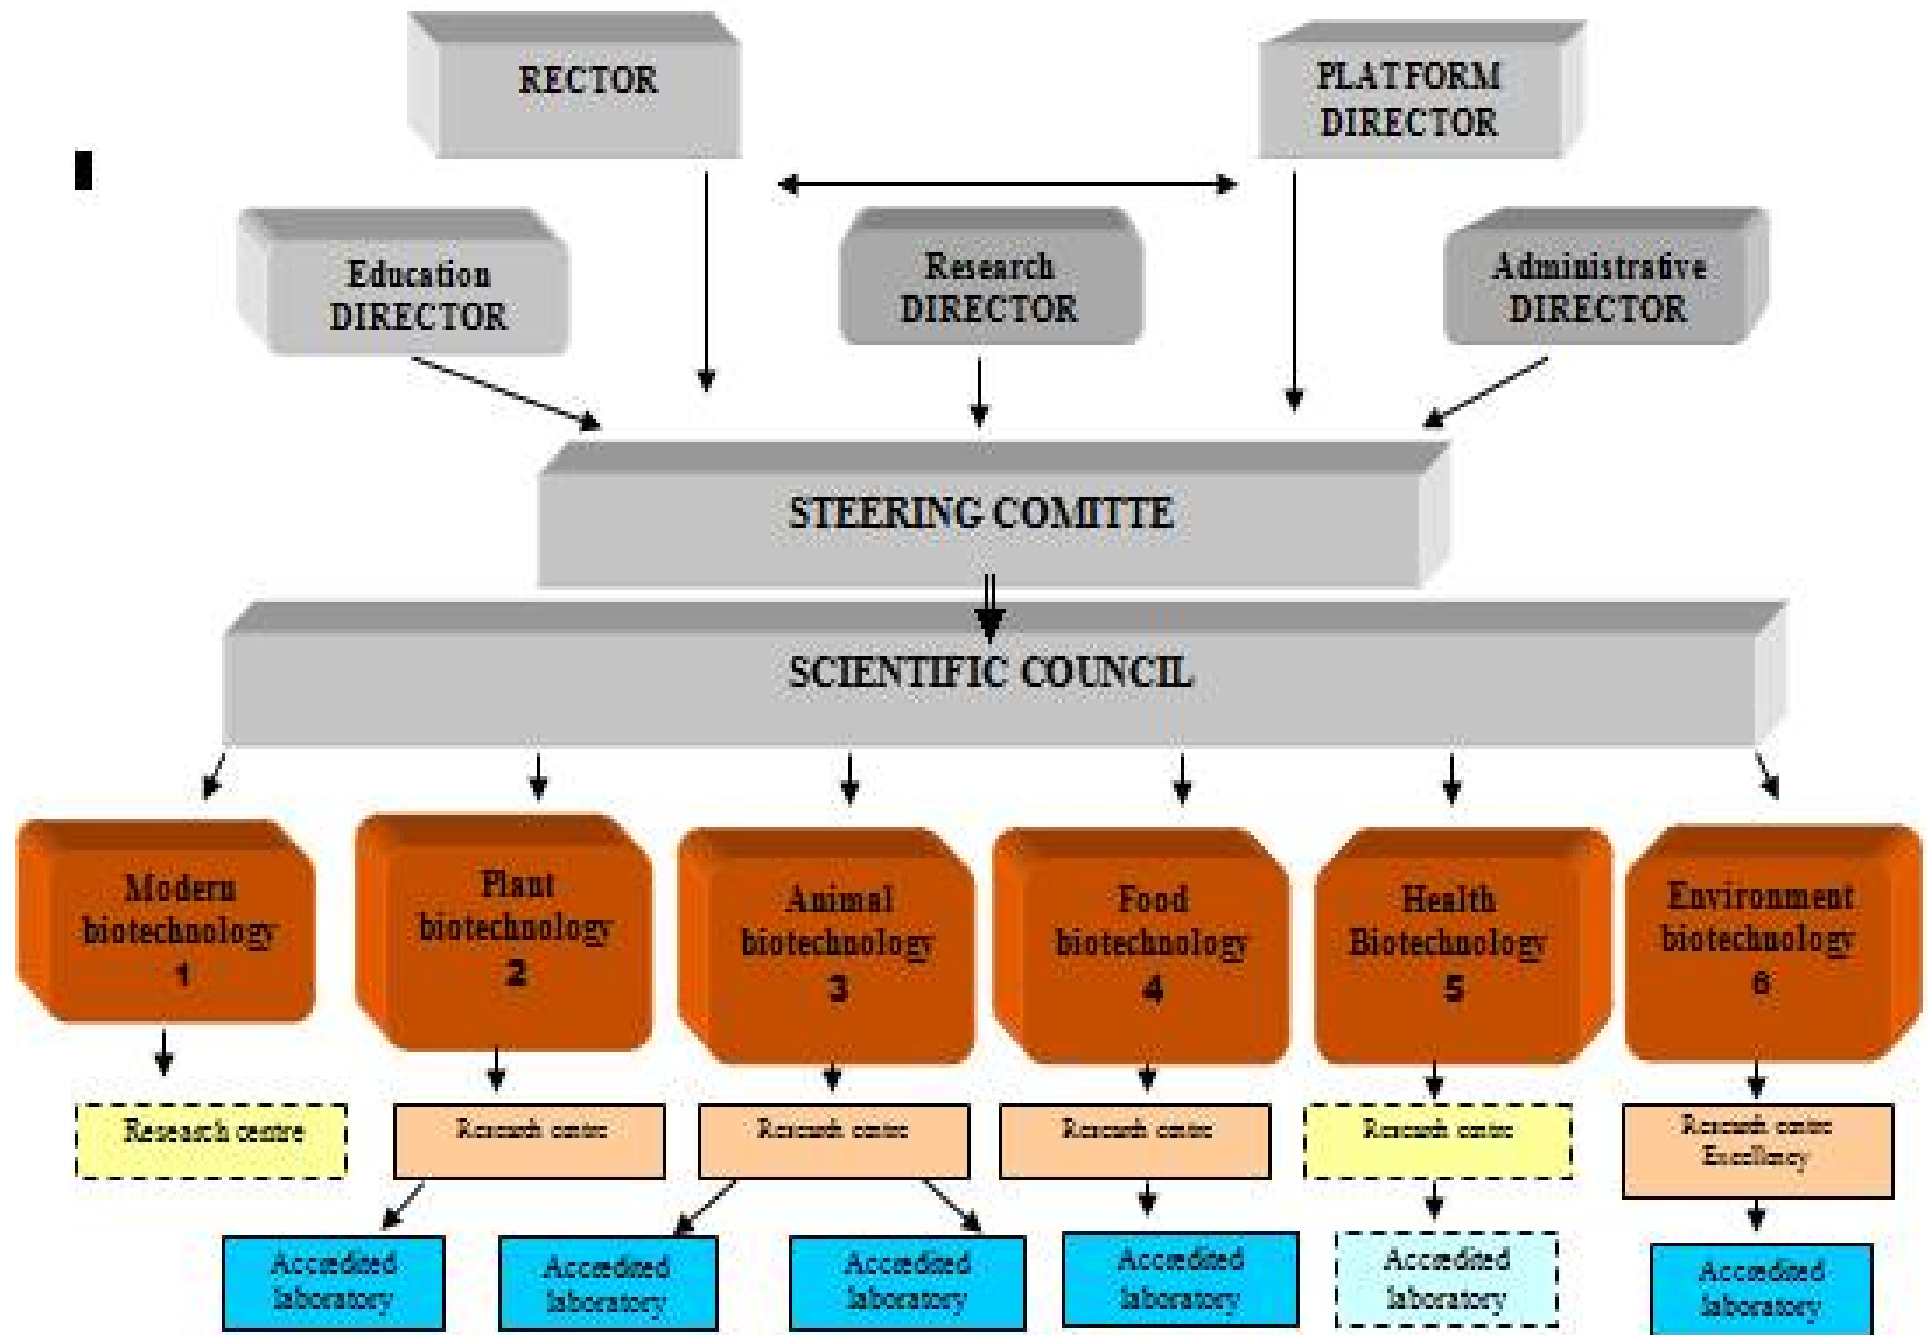 RECTOR
PLATFORM
DIRECTOR
Education
DIRECTOR
Research
DIRECTOR
Administrative
DIRECTOR
STEERING COMITTE
SCIENTIFIC COUNCIL
Modern
biotechnology
1
Plant
biotechnology
2
Animal
biotechnology
3
Food
biotechnology
4
Health
Biotechnology
5
Environment
biotechnology
6
Research centre
Research centre
Research centre
Research centre
Research centre
Research centre
Excellency
Accredited
laboratory
Accredited
laboratory
Accredited
laboratory
Accredited
laboratory
Accredited
laboratory
Accredited
laboratory